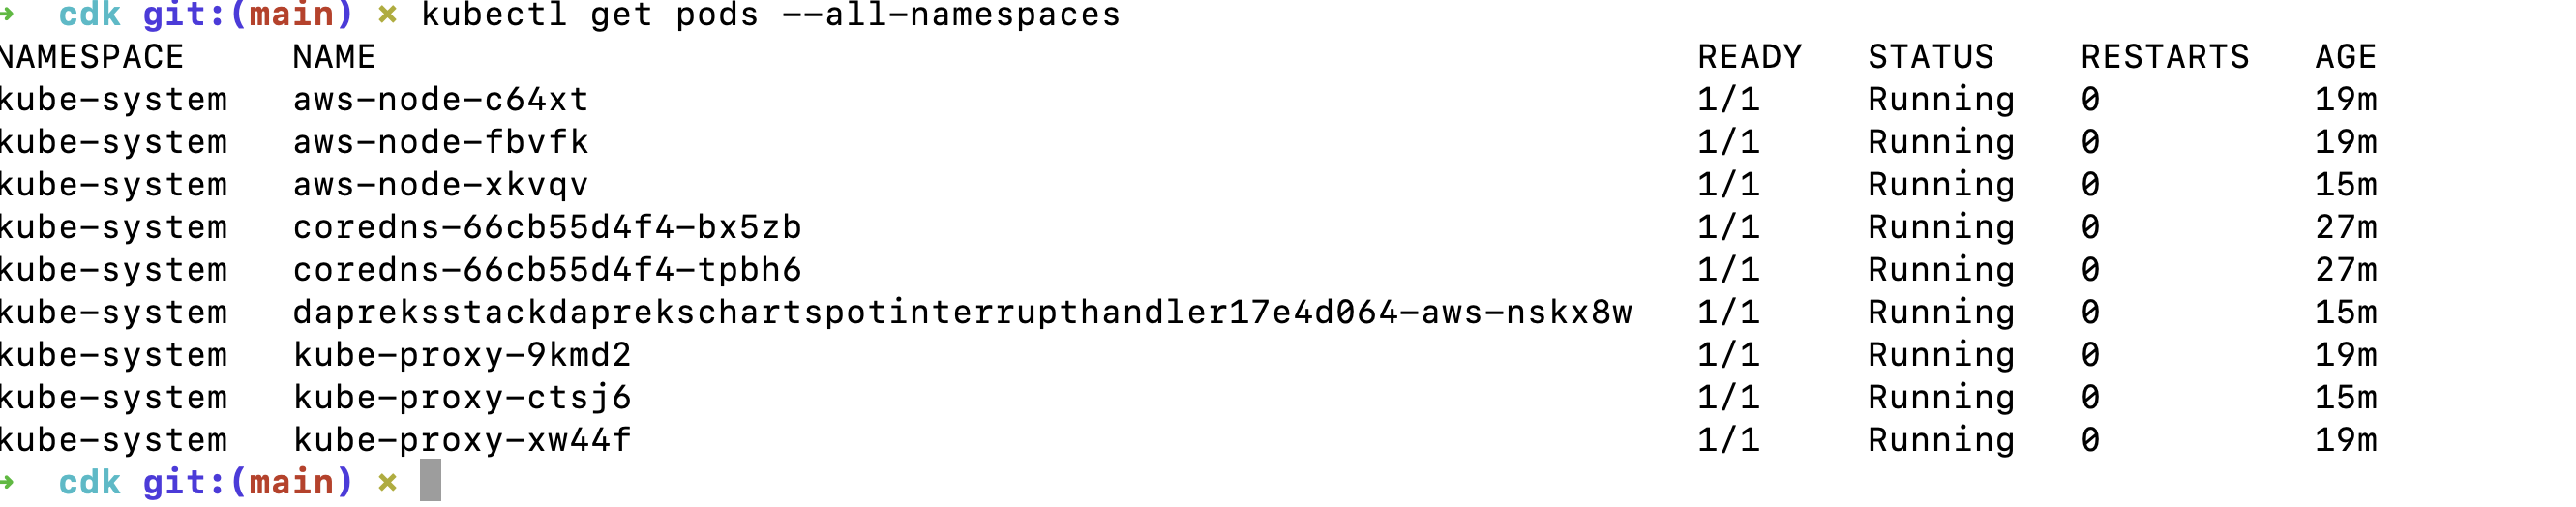 ➜  cdk git:(main) ✗ kubectl get pods --all-namespaces
NAMESPACE     NAME                                                              READY   STATUS    RESTARTS   AGE
kube-system   aws-node-c64xt                                                    1/1     Running   0          19m
kube-system   aws-node-fbvfk                                                    1/1     Running   0          19m
kube-system   aws-node-xkvqv                                                    1/1     Running   0          15m
kube-system   coredns-66cb55d4f4-bx5zb                                          1/1     Running   0          27m
kube-system   coredns-66cb55d4f4-tpbh6                                          1/1     Running   0          27m
kube-system   dapreksstackdaprekschartspotinterrupthandler17e4d064-aws-nskx8w   1/1     Running   0          15m
kube-system   kube-proxy-9kmd2                                                  1/1     Running   0          19m
kube-system   kube-proxy-ctsj6                                                  1/1     Running   0          15m
kube-system   kube-proxy-xw44f                                                  1/1     Running   0          19m
➜  cdk git:(main) ✗